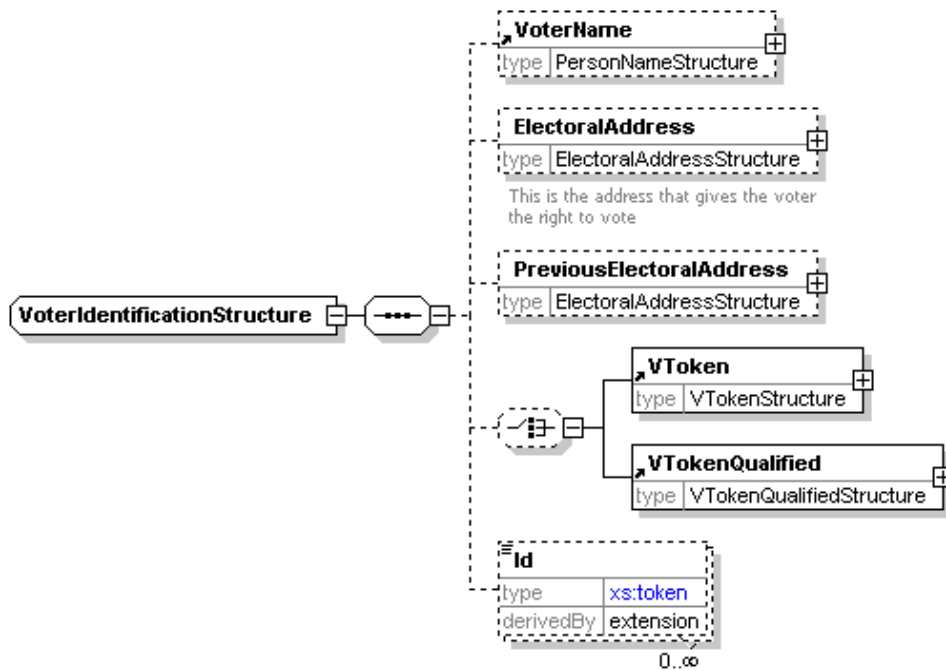 VoterName
type PersonNameStructure
ElectoralAddress
type ElectoralAddressStructure
This is the address that gives the voter
the right to vote
PreviousElectoralAddress
type ElectoralAddressStructure
VoterIdentificationStructure
VToken
type VTokenStructure
VTokenQualified
type VTokenQualifiedStructure
Id
type xs:token
derivedBy extension
0..∞